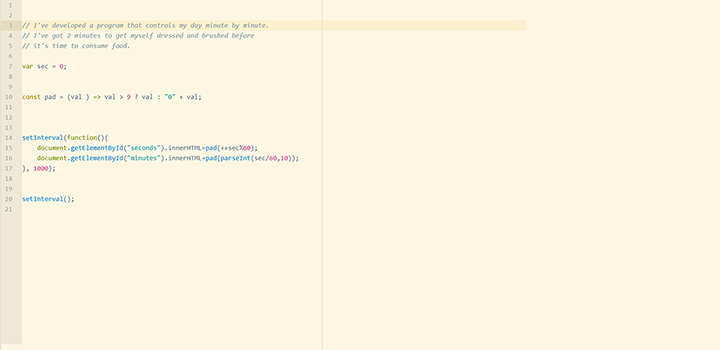 1
2
3 // I've developed a program that controls my day minute by minute.
4 // I've got 2 minutes to get myself dressed and brushed before
5 // it's time to consume food.
6
7 var sec = 0;
8
9
10 const pad = (val ) => val > 9 ? val : "0" + val;
11
12
13
14 setInterval(function(){
15     document.getElementById("seconds").innerHTML=pad(++sec%60);
16     document.getElementById("minutes").innerHTML=pad(parseInt(sec/60,10));
17 }, 1000);
18
19
20 setInterval();
21